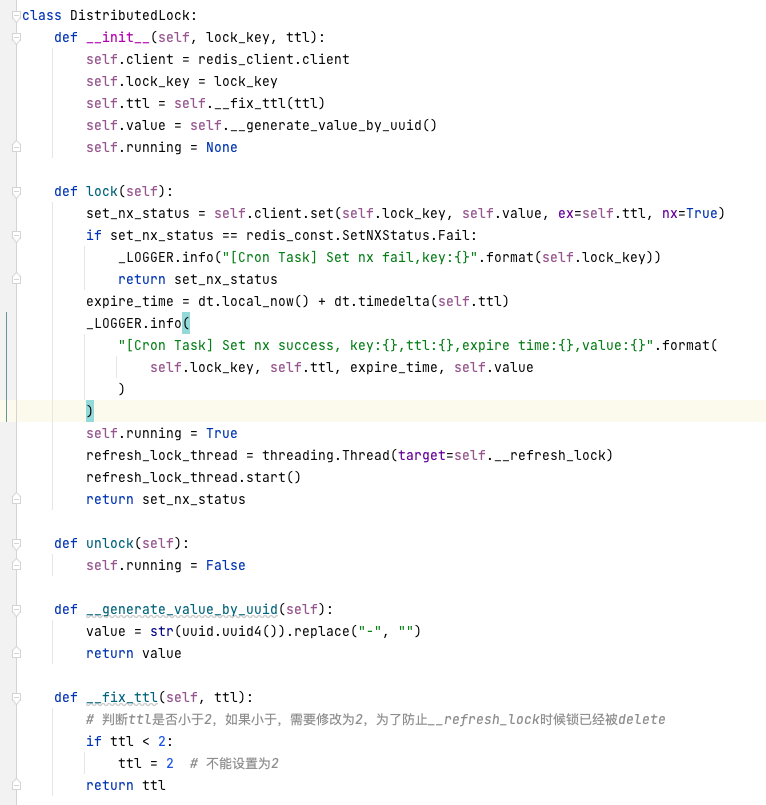 class DistributedLock:
    def __init__(self, lock_key, ttl):
        self.client = redis_client.client
        self.lock_key = lock_key
        self.ttl = self.__fix_ttl(ttl)
        self.value = self.__generate_value_by_uuid()
        self.running = None
    def lock(self):
        set_nx_status = self.client.set(self.lock_key, self.value, ex=self.ttl, nx=True)
        if set_nx_status == redis_const.SetNXStatus.Fail:
            _LOGGER.info("[Cron Task] Set nx fail,key:{}".format(self.lock_key))
            return set_nx_status
        expire_time = dt.local_now() + dt.timedelta(self.ttl)
        _LOGGER.info(
            "[Cron Task] Set nx success, key:{},ttl:{},expire time:{},value:{}".format(
                self.lock_key, self.ttl, expire_time, self.value
            )
        )
        self.running = True
        refresh_lock_thread = threading.Thread(target=self.__refresh_lock)
        refresh_lock_thread.start()
        return set_nx_status
    def unlock(self):
        self.running = False
    def __generate_value_by_uuid(self):
        value = str(uuid.uuid4()).replace("-", "")
        return value
    def __fix_ttl(self, ttl):
        # 判断ttl是否小于2，如果小于，需要修改为2，为了防止__refresh_lock时候锁已经被delete
        if ttl < 2:
            ttl = 2  # 不能设置为2
        return ttl